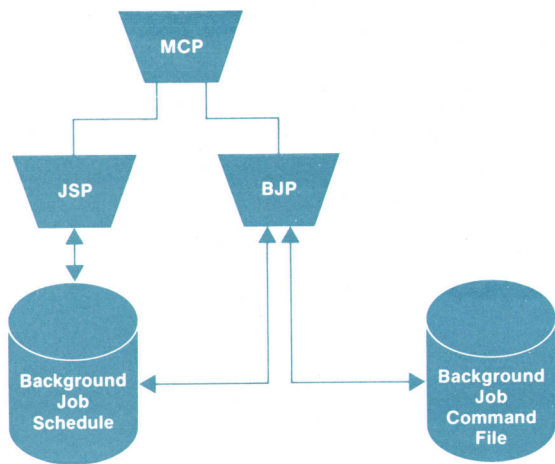 MCP
JSP
BJP
Background
Job
Schedule
Background
Job
Command
File